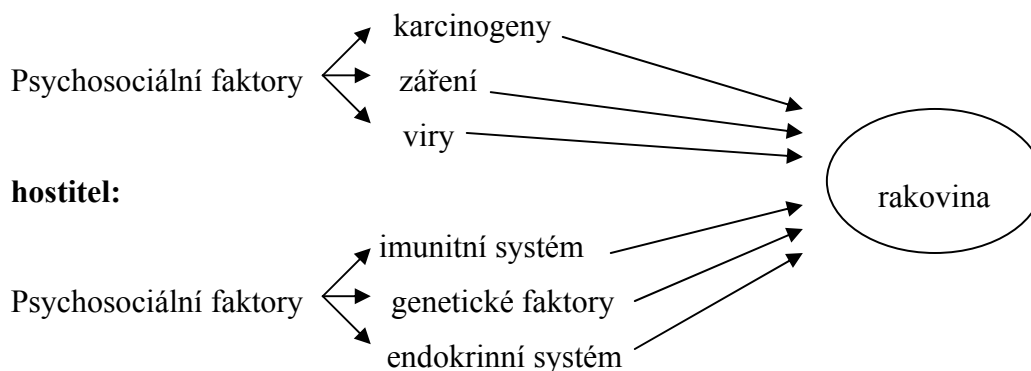 karcinogeny
Psychosociální faktory
záření
viry
hostitel:
rakovina
imunitní systém
Psychosociální faktory
genetické faktory
endokrinní systém